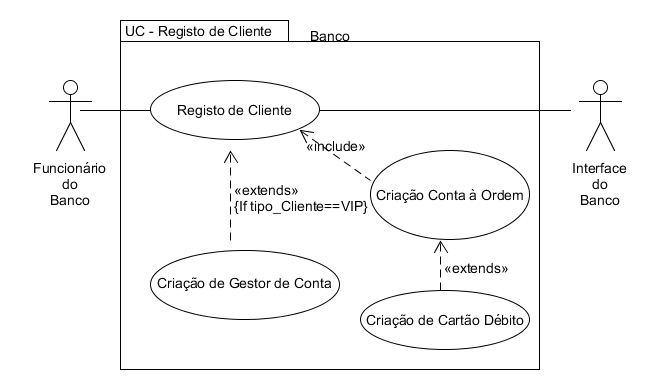 UC - Registo de Cliente
Banco
Registo de Cliente
Funcionário
do
Banco
Interface
do
Banco
«include»
«extends»
{If tipo_Cliente==VIP}
Criação Conta à Ordem
«extends»
Criação de Gestor de Conta
Criação de Cartão Débito